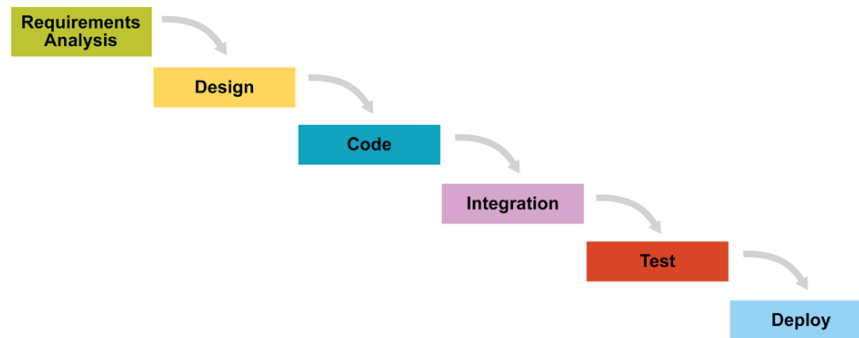 Requirements
Analysis
Design
Code
Integration
Test
Deploy